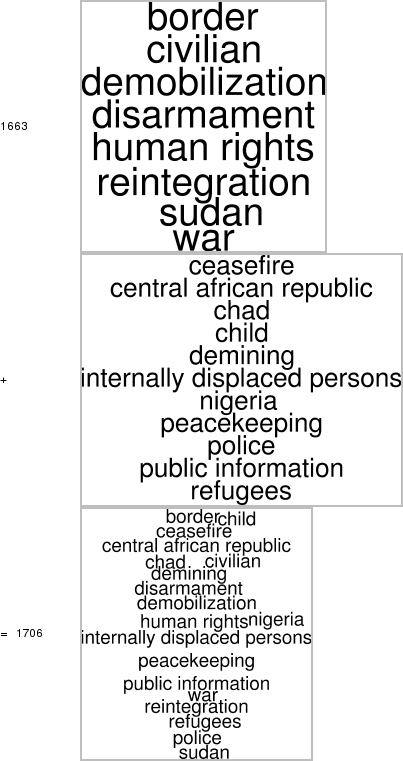 border
civilian
demobilization
disarmament
1663
human rights
reintegration
sudan
war
ceasefire
central african republic
chad
child
demining
+
internally displaced persons
nigeria
peacekeeping
police
public information
refugees
border child
ceasefire
central african republic
chad civilian
demining
disarmament
demobilization
human rights nigeria
= 1706
internally displaced persons
peacekeeping
public information
war
reintegration
refugees
police
sudan